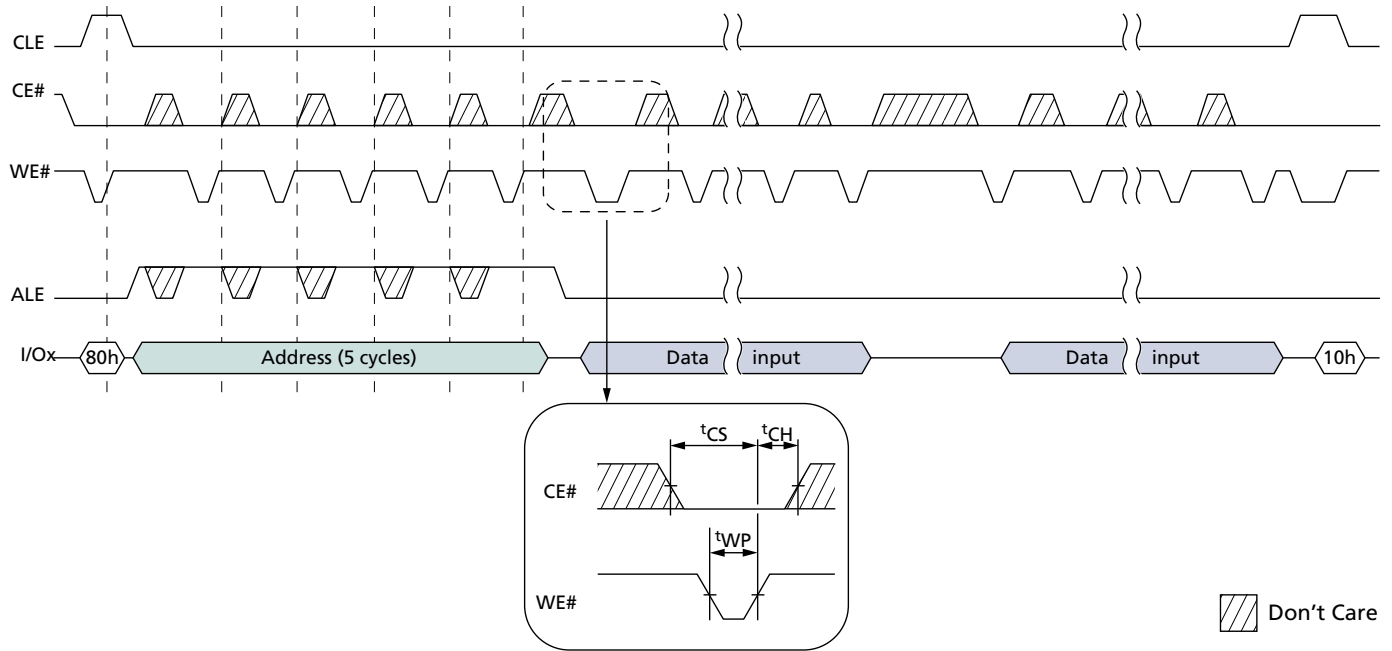 CLE
CE#
WE#
ALE
I/Ox
80h
Address (5 cycles)
Data input
Data input
10h
tCS
tCH
CE#
tWP
WE#
Don't Care